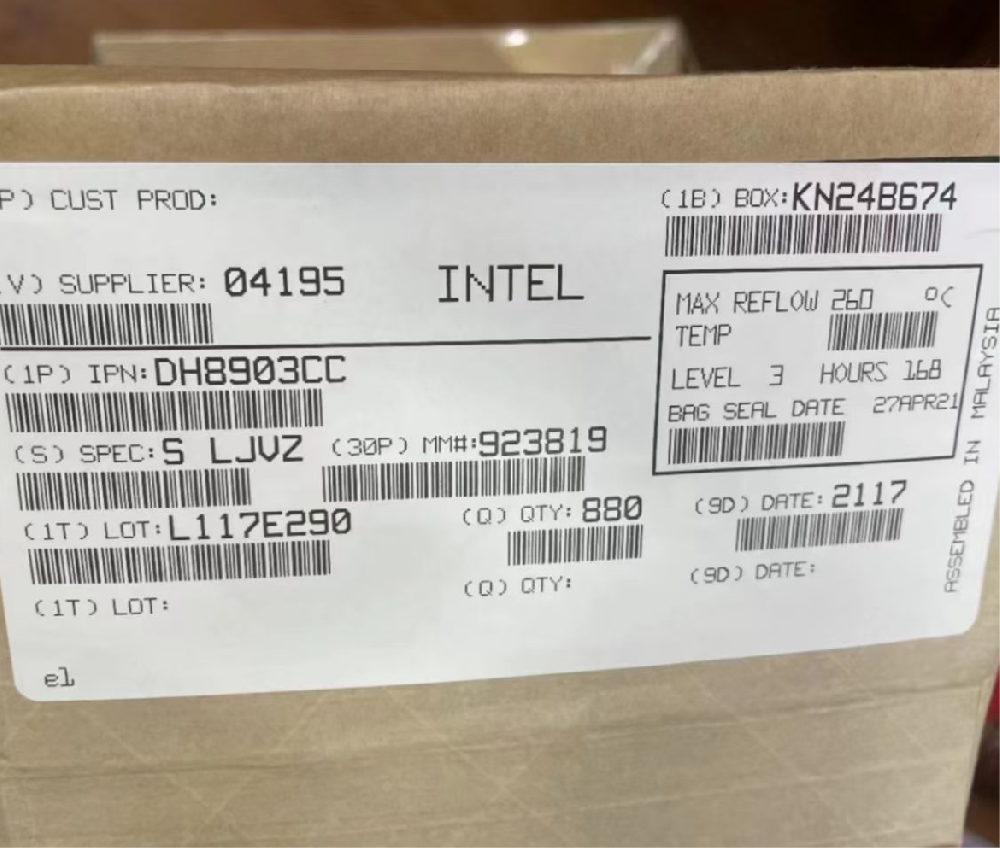 P) CUST PROD:
(1B) BOX:KN24B674
V) SUPPLIER: 04195
INTEL
MAX REFLOW 260 °C
TEMP
LEVEL 3 HOURS 168
BAG SEAL DATE 27APR21
(1P) IPN:DH8903CC
(S) SPEC:S LJVZ (30P) MM#:923819
(1T) LOT:L117E290
(Q) QTY: 880
(9D) DATE: 2117
(1T) LOT:
(Q) QTY:
(9D) DATE:
e1
ASSEMBLED IN MALAYSIA